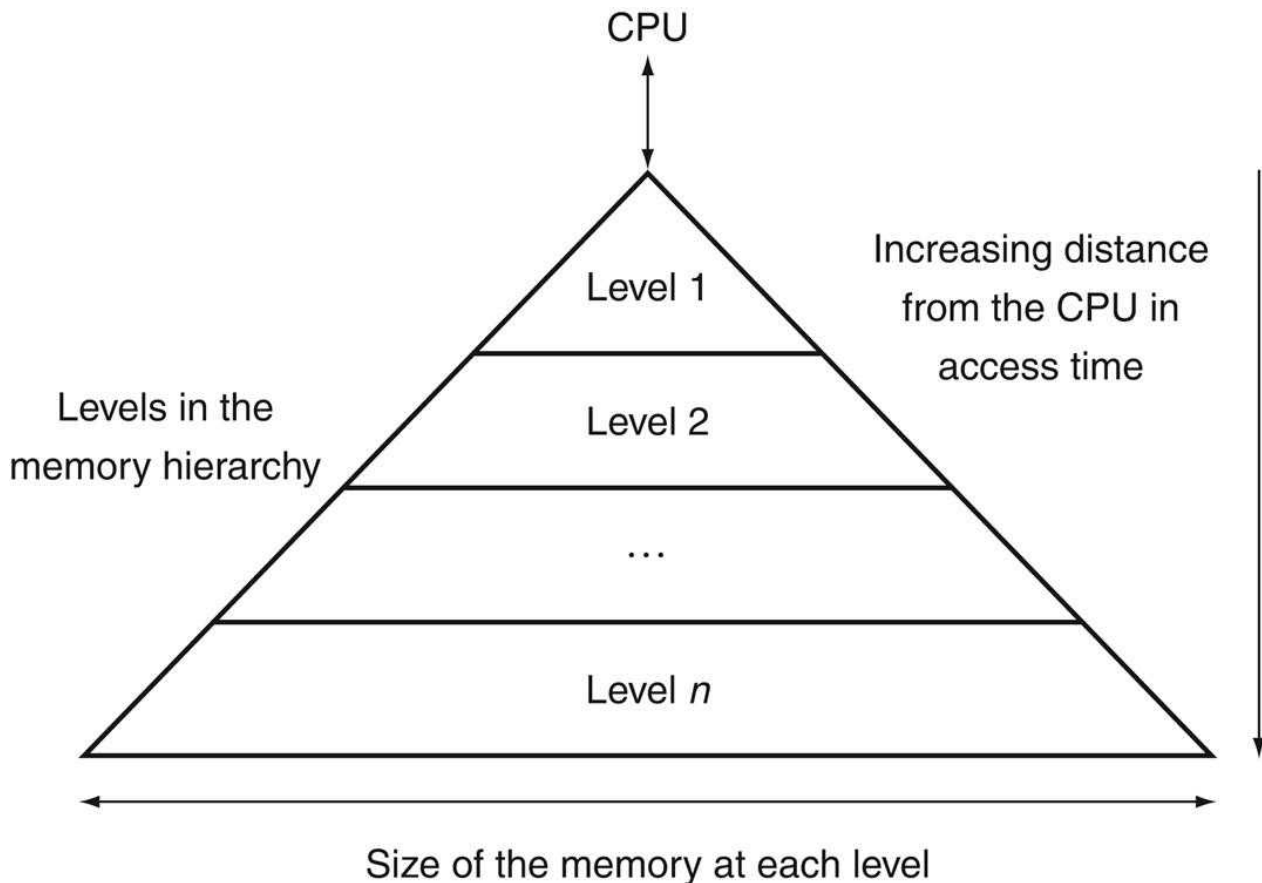 CPU
Level 1
Increasing distance
from the CPU in
access time
Levels in the
memory hierarchy
Level 2
...
Level n
Size of the memory at each level